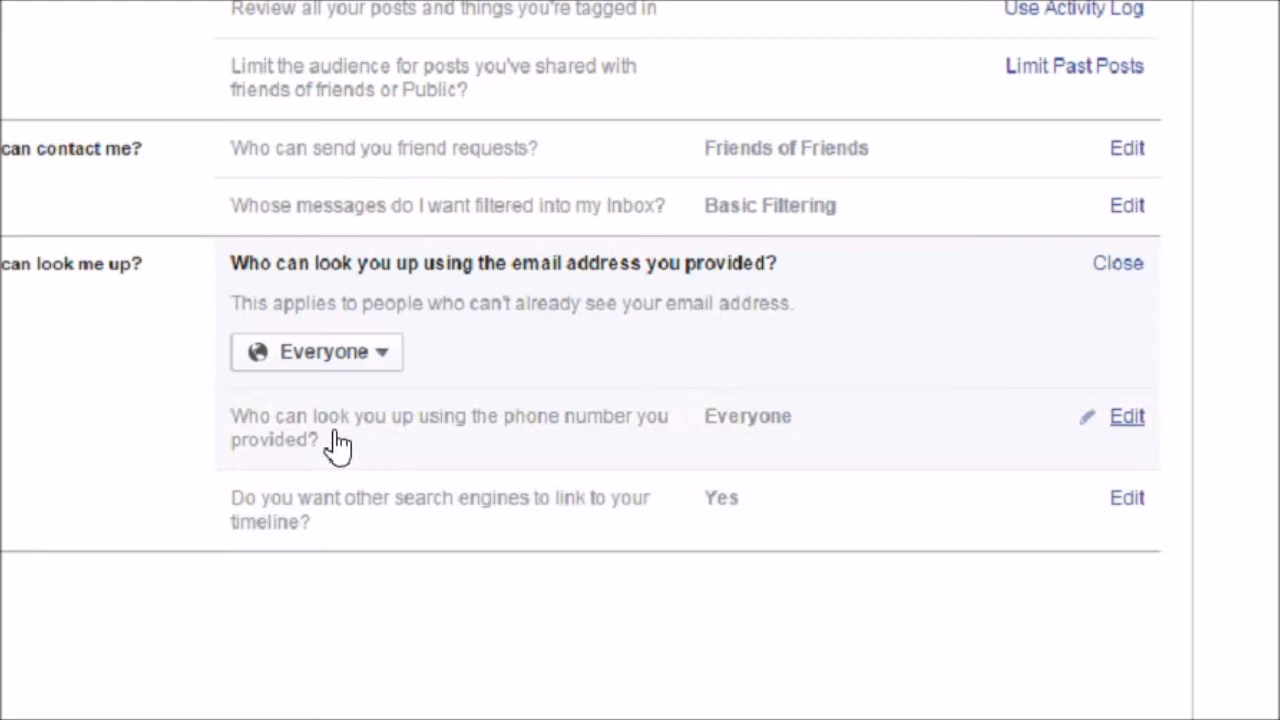 Review all your posts and things you're tagged in
Use Activity Log
Limit the audience for posts you've shared with
friends of friends or Public?
Limit Past Posts
can contact me?
Who can send you friend requests?
Friends of Friends
Edit
Whose messages do I want filtered into my Inbox?
Basic Filtering
Edit
can look me up?
Who can look you up using the email address you provided?
Close
This applies to people who can't already see your email address.
Everyone
Who can look you up using the phone number you
provided?
Everyone
Edit
Do you want other search engines to link to your
timeline?
Yes
Edit